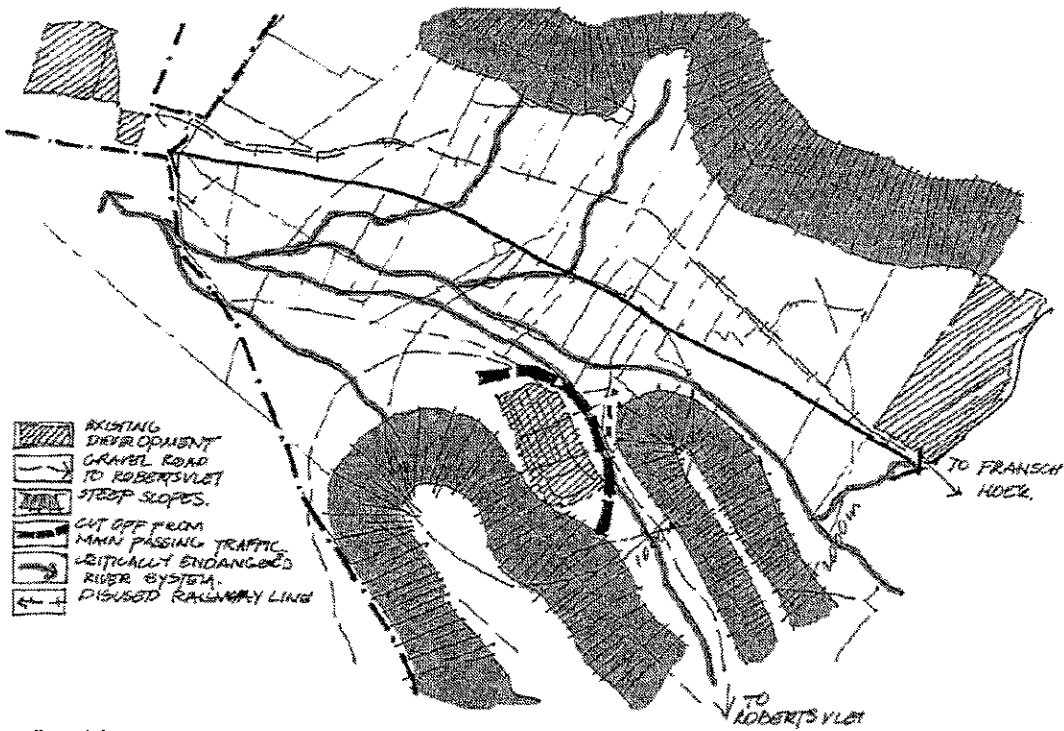 EXISTING
DEVELOPMENT
GRAVEL ROAD
TO ROBERTSVLEI
STEEP SLOPES.
CUT OFF FROM
MAIN PASSING TRAFFIC.
CRITICALLY ENDANGERED
RIVER SYSTEM.
DISUSED RAILWAY LINE
TO FRANSCH
HOEK.
TO
ROBERTSVLEI